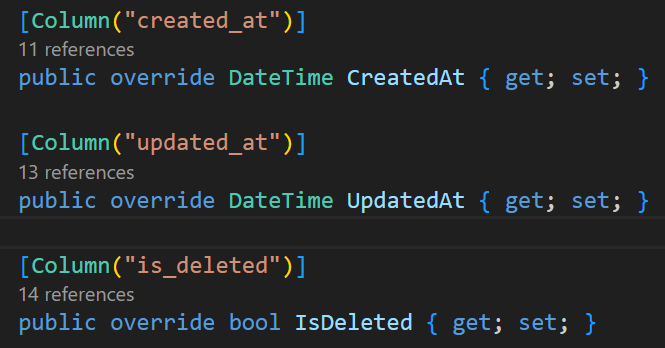 [Column("created_at")]
11 references
public override DateTime CreatedAt { get; set; }
[Column("updated_at")]
13 references
public override DateTime UpdatedAt { get; set; }
[Column("is_deleted")]
14 references
public override bool IsDeleted { get; set; }